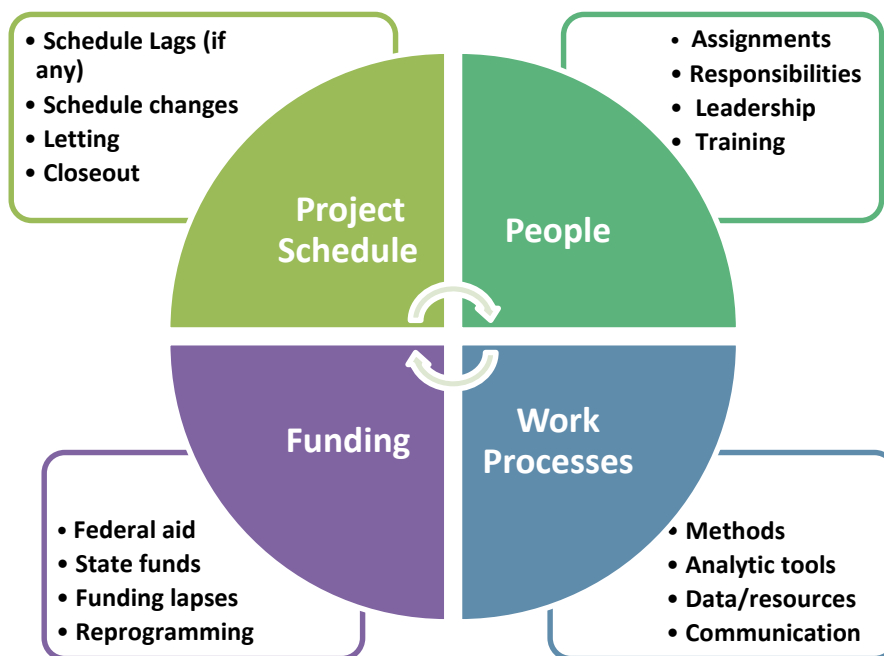 • Schedule Lags (if
any)
• Schedule changes
• Letting
• Closeout
• Assignments
• Responsibilities
• Leadership
• Training
Project
Schedule
People
Funding
Work
Processes
• Federal aid
• State funds
• Funding lapses
• Reprogramming
• Methods
• Analytic tools
• Data/resources
• Communication